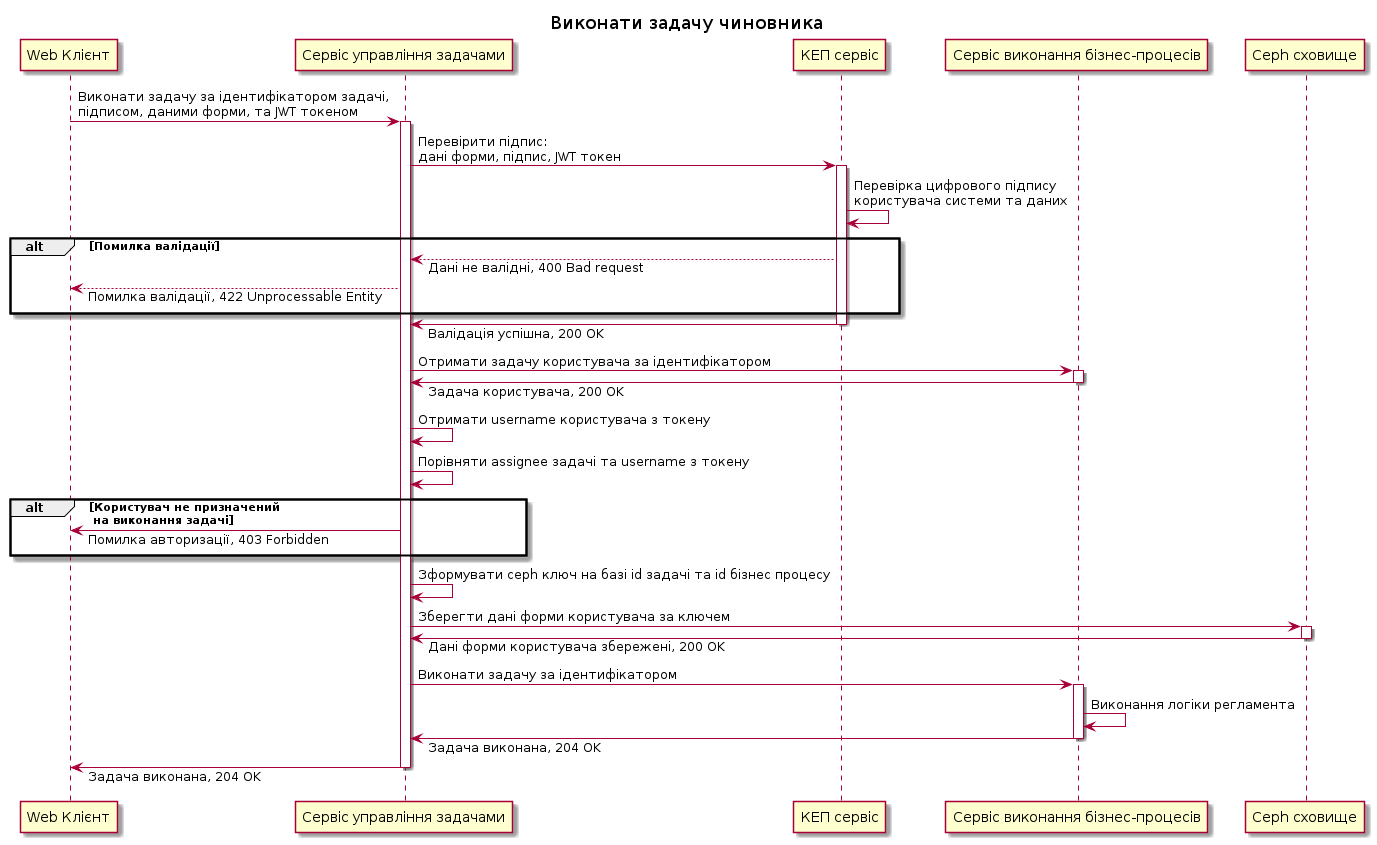 Виконати задачу чиновника
Web Клієнт
Сервіс управління задачами
КЕП сервіс
Сервіс виконання бізнес-процесів
Ceph сховище
Виконати задачу за ідентифікатором задачі,
підписом, даними форми, та JWT токеном
Перевірити підпис:
дані форми, підпис, JWT токен
Перевірка цифрового підпису
користувача системи та даних
alt
[Помилка валідації]
Дані не валідні, 400 Bad request
Помилка валідації, 422 Unprocessable Entity
Валідація успішна, 200 OK
Отримати задачу користувача за ідентифікатором
Задача користувача, 200 OK
Отримати username користувача з токену
Порівняти assignee задачі та username з токену
alt
[Користувач не призначений
на виконання задачі]
Помилка авторизації, 403 Forbidden
Зформувати ceph ключ на базі id задачі та id бізнес процесу
Зберегти дані форми користувача за ключем
Дані форми користувача збережені, 200 OK
Виконати задачу за ідентифікатором
Виконання логіки регламента
Задача виконана, 204 OK
Задача виконана, 204 OK
Web Клієнт
Сервіс управління задачами
КЕП сервіс
Сервіс виконання бізнес-процесів
Ceph сховище